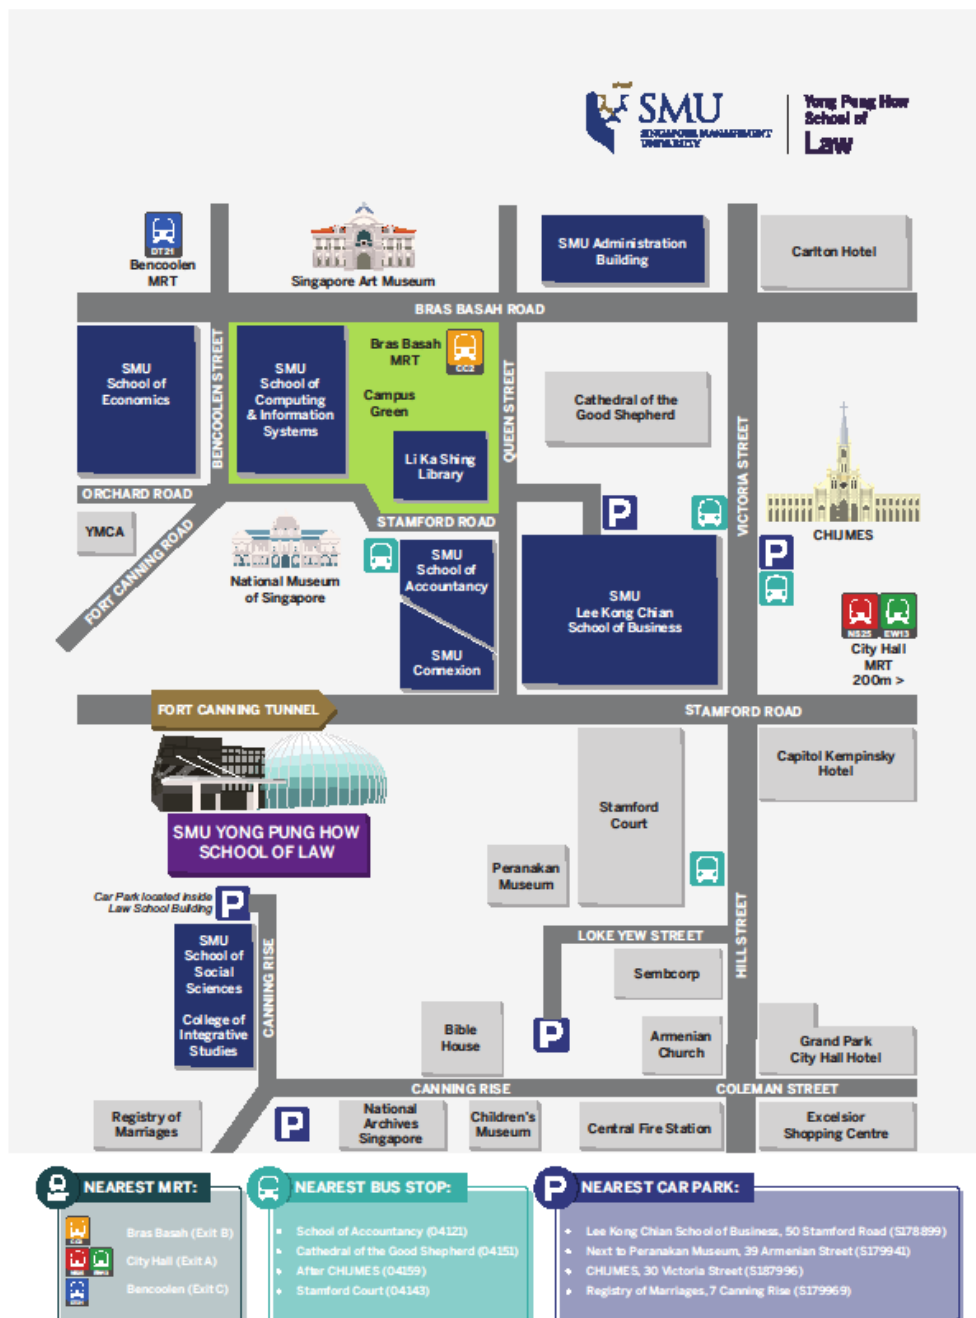 SMU
SINGAPORE MANAGEMENT
UNIVERSITY
Yong Pung How
School of
Law
DT21
Bencoolen
MRT
Singapore Art Museum
SMU Administration
Building
Carlton Hotel
BRAS BASAH ROAD
SMU
School of
Economics
BENCOOLEN STREET
SMU
School of
Computing
& Information
Systems
Bras Basah
MRT
CC2
Campus
Green
Li Ka Shing
Library
QUEEN STREET
Cathedral of the
Good Shepherd
VICTORIA STREET
CHIJMES
ORCHARD ROAD
YMCA
FORT CANNING ROAD
National Museum
of Singapore
STAMFORD ROAD
SMU
School of
Accountancy
SMU
Connexion
P
SMU
Lee Kong Chian
School of Business
P
NS25 EW13
City Hall
MRT
200m >
FORT CANNING TUNNEL
STAMFORD ROAD
SMU YONG PUNG HOW
SCHOOL OF LAW
Stamford
Court
Capitol Kempinsky
Hotel
Peranakan
Museum
Car Park located inside
Law School Building
P
SMU
School of
Social
Sciences
College of
Integrative
Studies
CANNING RISE
LOKE YEW STREET
HILL STREET
Sembcorp
Bible
House
P
Armenian
Church
Grand Park
City Hall Hotel
CANNING RISE
COLEMAN STREET
Registry of
Marriages
P
National
Archives
Singapore
Children's
Museum
Central Fire Station
Excelsior
Shopping Centre
NEAREST MRT:
CC2
Bras Basah (Exit B)
NS25 EW13
City Hall (Exit A)
DT21
Bencoolen (Exit C)
NEAREST BUS STOP:
School of Accountancy (04121)
Cathedral of the Good Shepherd (04151)
After CHIJMES (04159)
Stamford Court (04143)
P
NEAREST CAR PARK:
Lee Kong Chian School of Business, 50 Stamford Road (S178899)
Next to Peranakan Museum, 39 Armenian Street (S179941)
CHIJMES, 30 Victoria Street (S187996)
Registry of Marriages, 7 Canning Rise (S179969)